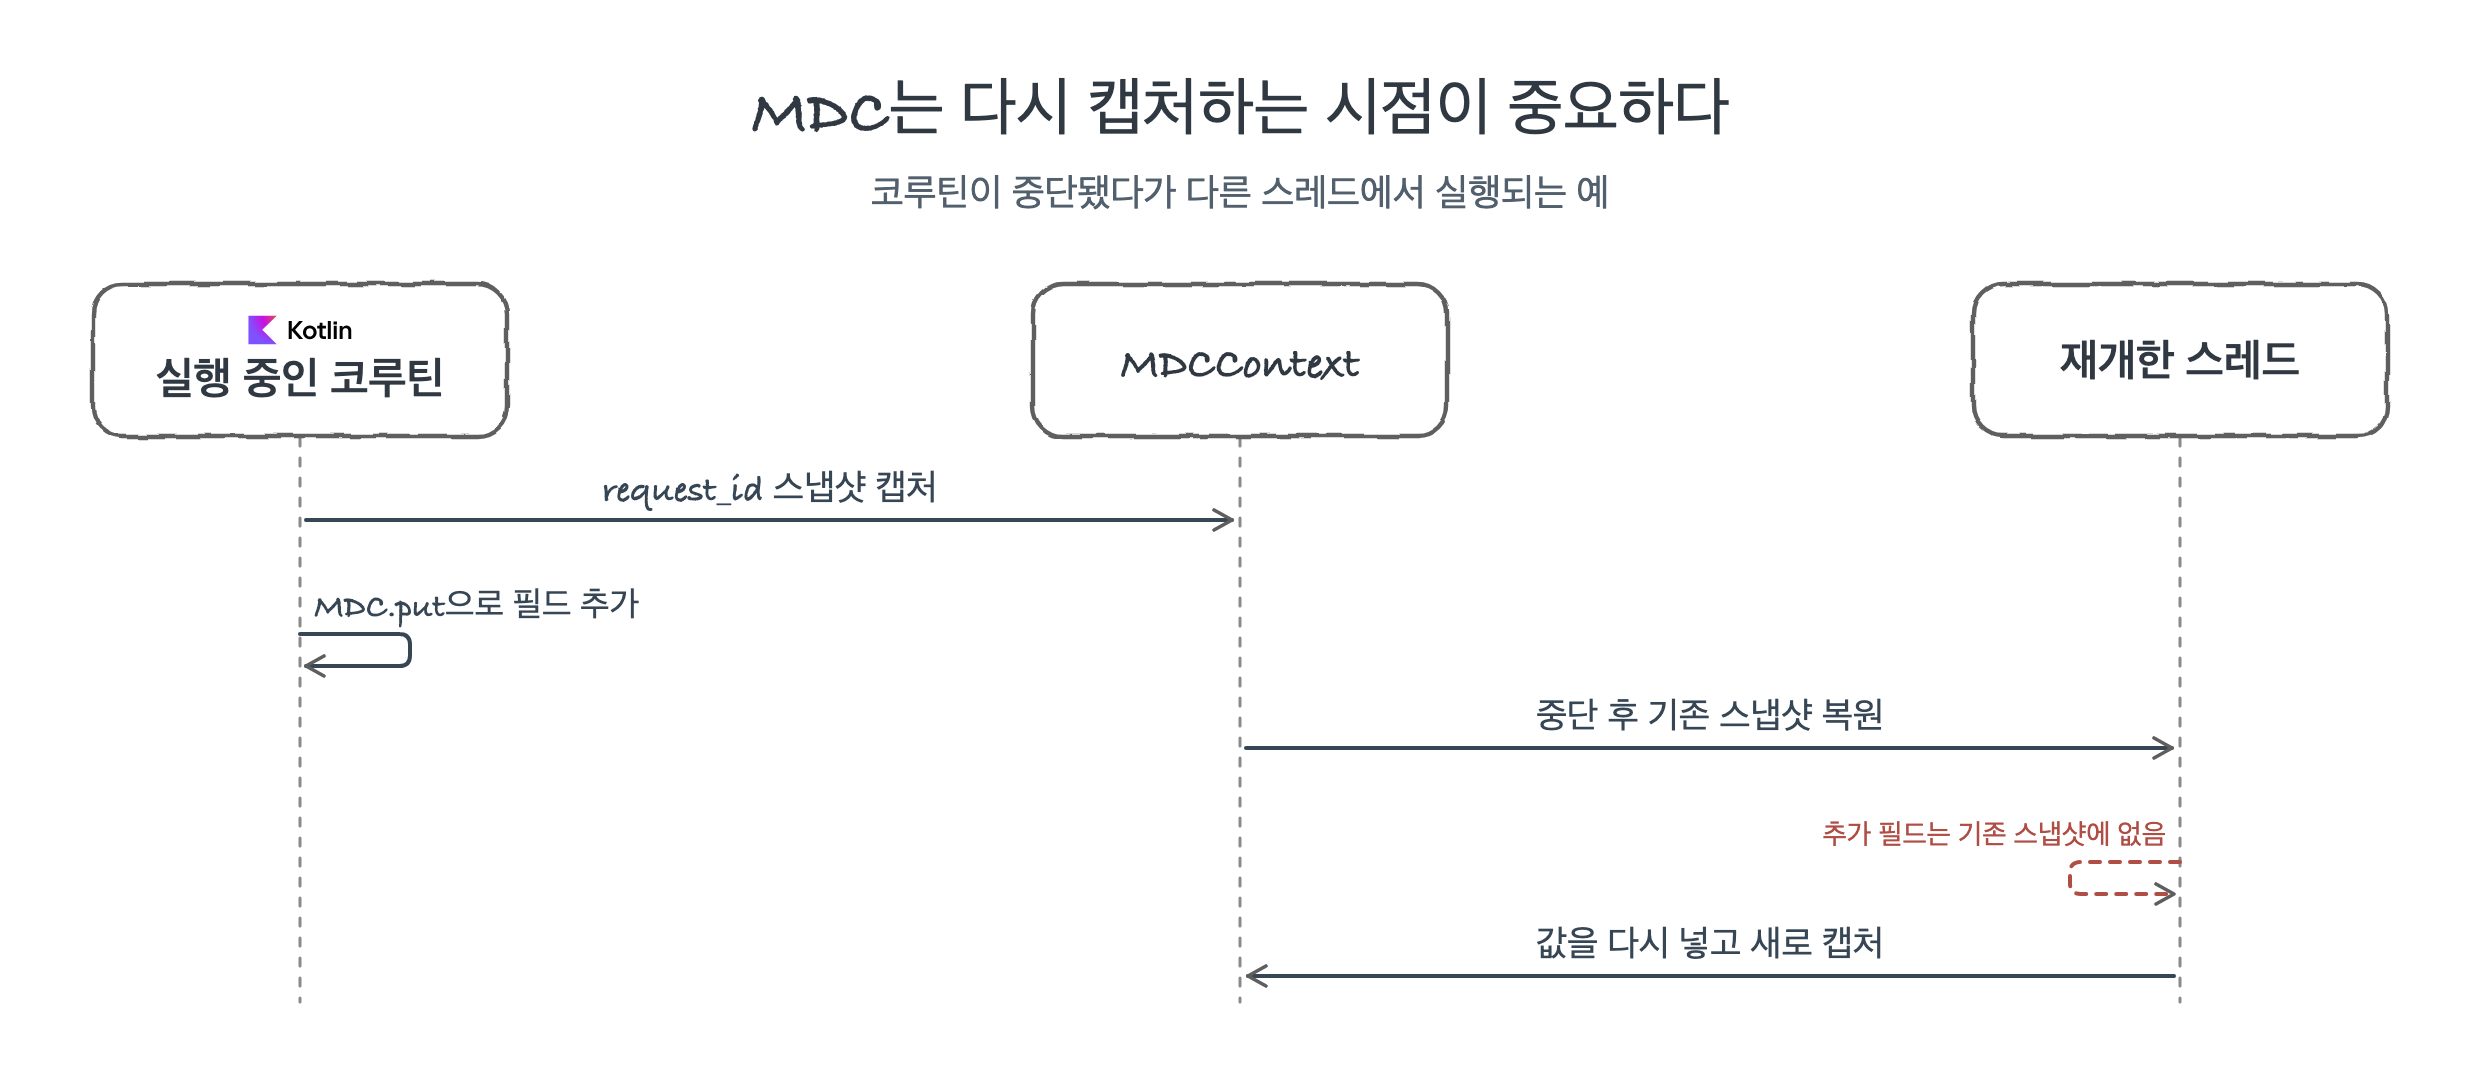 MDC는 다시 캡처하는 시점이 중요하다
코루틴이 중단됐다가 다른 스레드에서 실행되는 예
Kotlin
실행 중인 코루틴
MDCContext
재개한 스레드
request_id 스냅샷 캡처
MDC.put으로 필드 추가
중단 후 기존 스냅샷 복원
추가 필드는 기존 스냅샷에 없음
값을 다시 넣고 새로 캡처